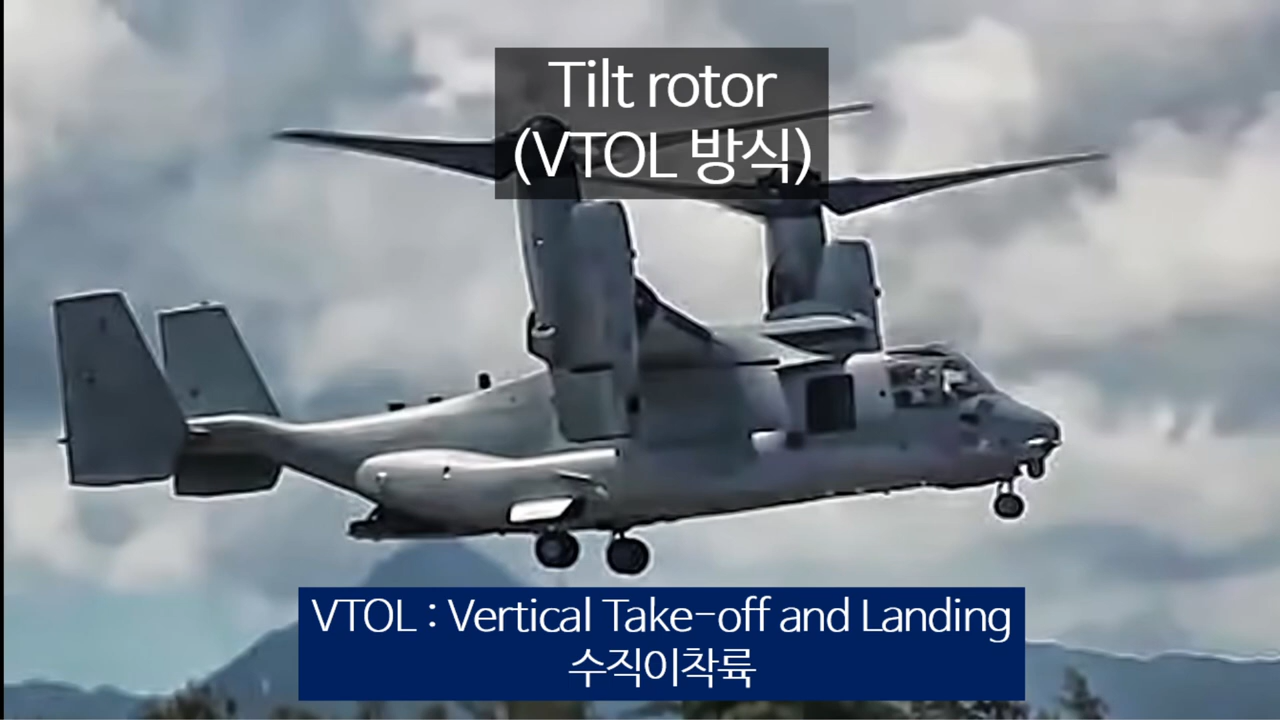 Tilt rotor
(VTOL 방식)
VTOL : Vertical Take-off and Landing
수직이착륙